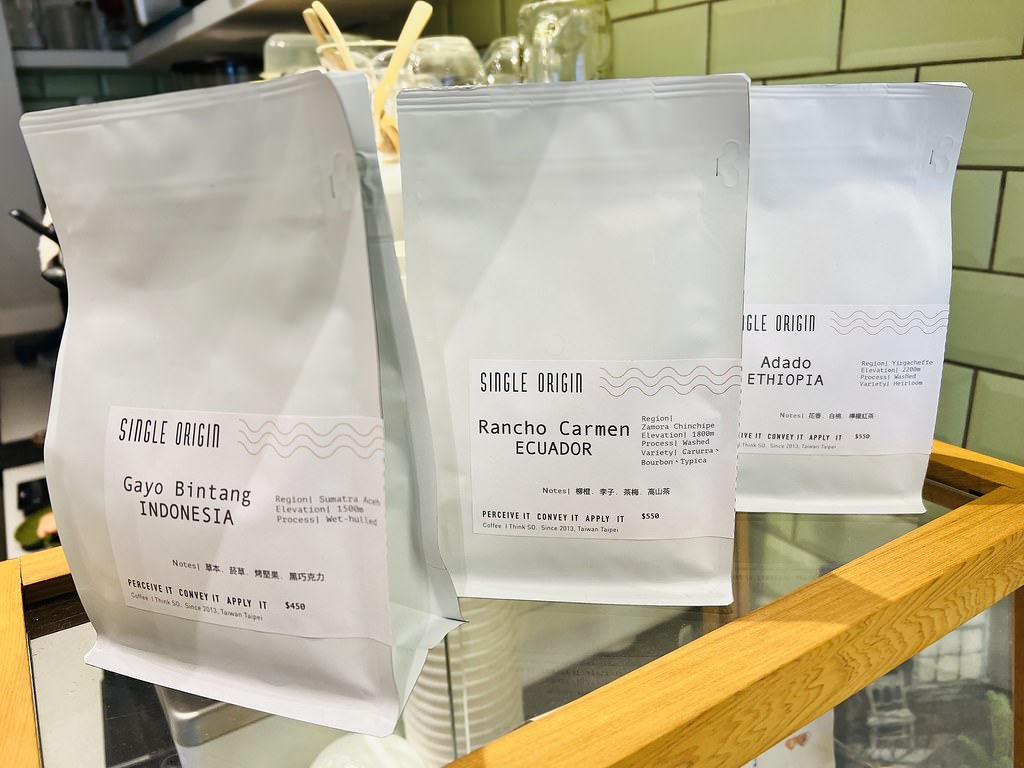 SINGLE ORIGIN
Gayo Bintang
INDONESIA
Region| Sumatra Aceh
Elevation| 1500m
Process| Wet-hulled
Notes| 草本、菸草、烤堅果、黑巧克力
PERCEIVE IT CONVEY IT APPLY IT $450
Coffee I Think SO. Since 2013, Taiwan Taipei
SINGLE ORIGIN
Rancho Carmen
ECUADOR
Region|
Zamora Chinchipe
Elevation| 1800m
Process| Washed
Variety| Carurra、
Bourbon、Typica
Notes| 柳橙、李子、茶梅、高山茶
PERCEIVE IT CONVEY IT APPLY IT $550
Coffee I Think SO. Since 2013, Taiwan Taipei
NGLE ORIGIN
Adado
ETHIOPIA
Region| Yirgacheffe
Elevation| 2200m
Process| Washed
Variety| Heirloom
Notes| 花香、白桃、檸檬紅茶
IVE IT CONVEY IT APPLY IT $550
I Think SO. Since 2013, Taiwan Taipei